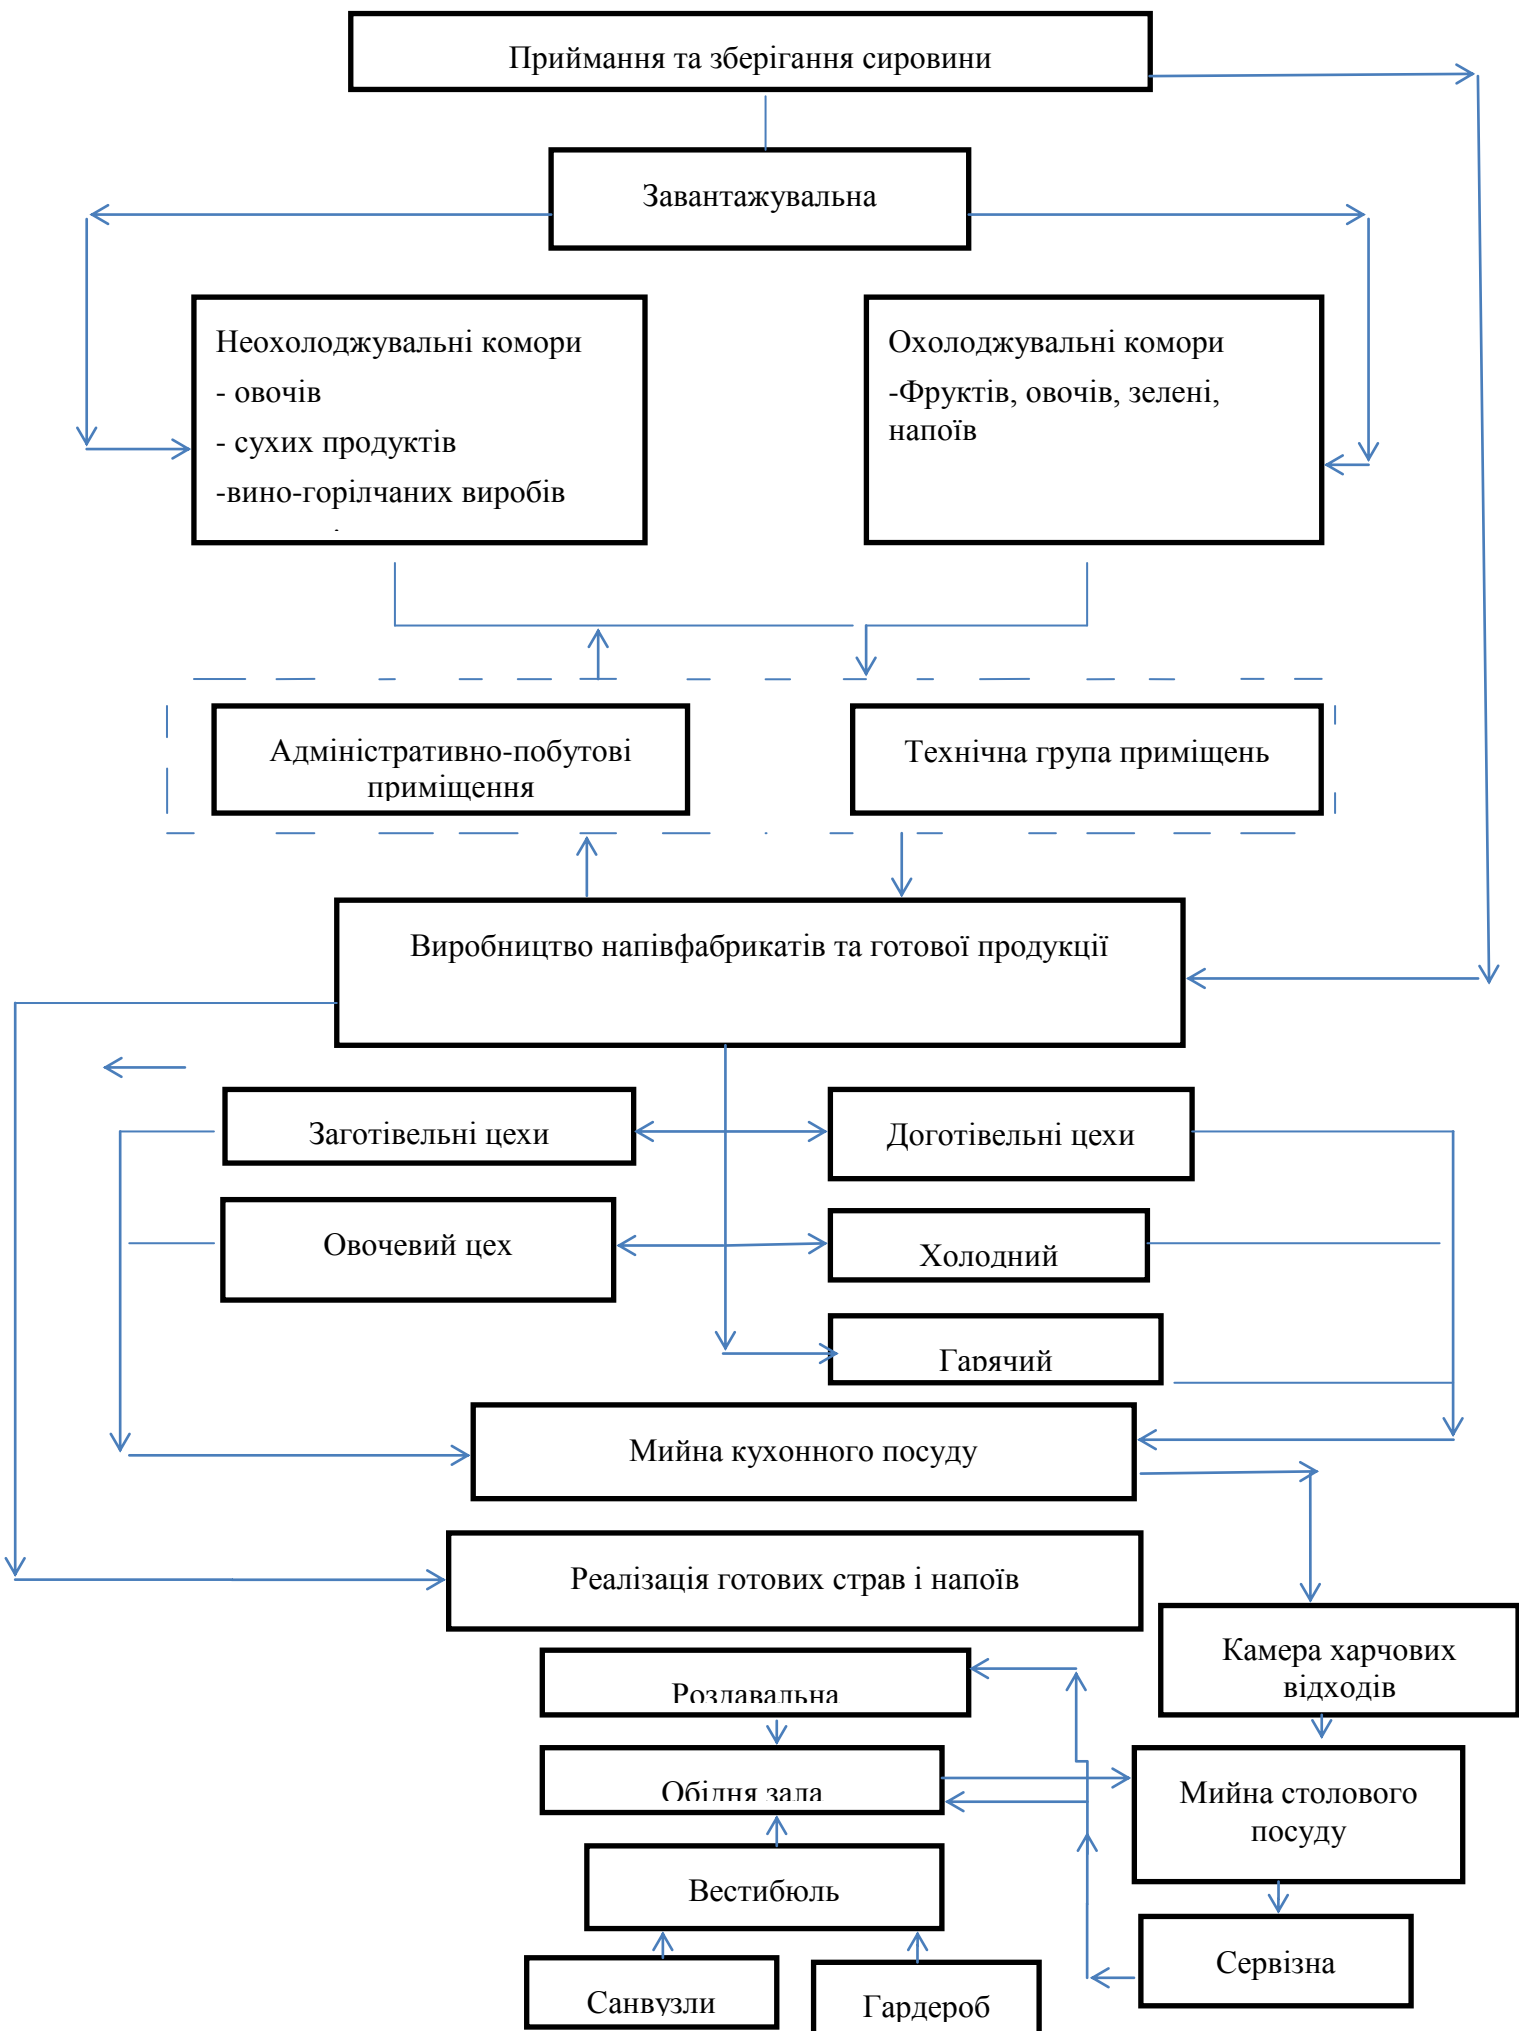 Приймання та зберігання сировини
Завантажувальна
Неохолоджувальні комори
- овочів
- сухих продуктів
-вино-горілчаних виробів
Охолоджувальні комори
-Фруктів, овочів, зелені,
напоїв
Адміністративно-побутові
приміщення
Технічна група приміщень
Виробництво напівфабрикатів та готової продукції
Заготівельні цехи
Доготівельні цехи
Овочевий цех
Холодний
Гарячий
Мийна кухонного посуду
Реалізація готових страв і напоїв
Камера харчових
відходів
Роздавальна
Обідня зала
Мийна столового
посуду
Вестибюль
Сервізна
Санвузли
Гардероб